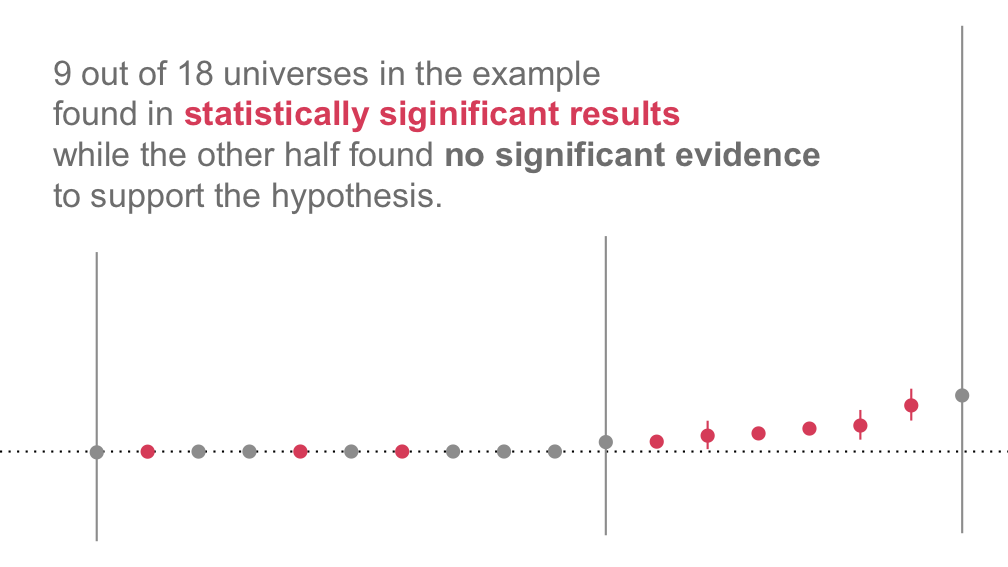 9 out of 18 universes in the example
found in statistically siginificant results
while the other half found no significant evidence
to support the hypothesis.